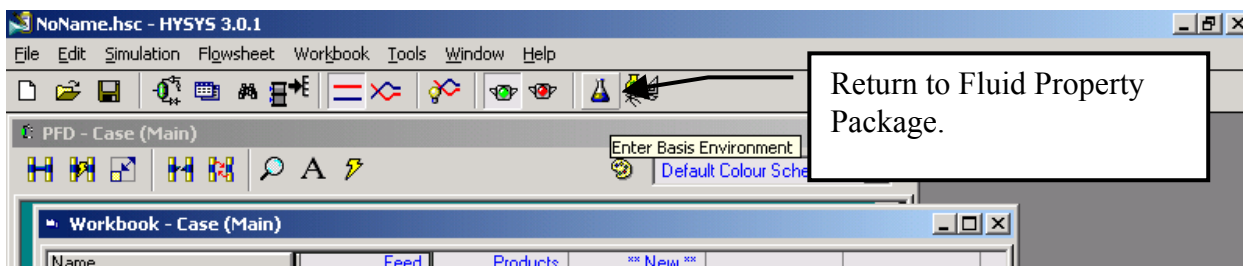 NoName.hsc - HYSYS 3.0.1
File Edit Simulation Flowsheet Workbook Tools Window Help
Return to Fluid Property
Package.
PFD - Case (Main)
Enter Basis Environment
A
Default Colour Sche
Workbook - Case (Main)
Name Feed Products ** New **